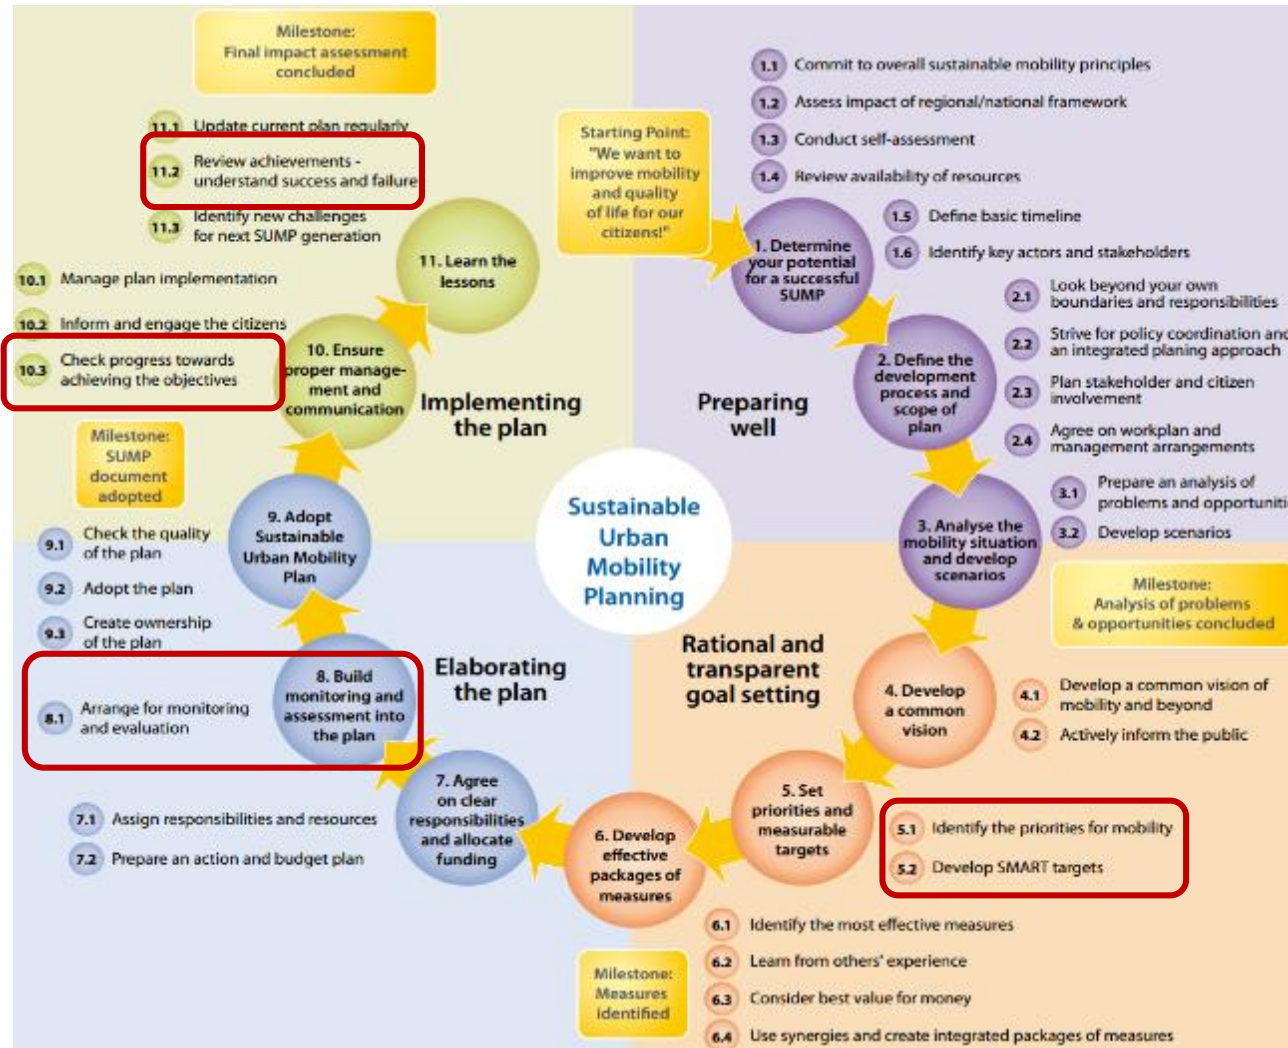 Starting Point:
"We want to
improve mobility
and quality
of life for our
citizens!"
1.1 Commit to overall sustainable mobility principles
1.2 Assess impact of regional/national framework
1.3 Conduct self-assessment
1.4 Review availability of resources
1.5 Define basic timeline
1.6 Identify key actors and stakeholders
1. Determine
your potential
for a successful
SUMP
2.1 Look beyond your own
boundaries and responsibilities
2.2 Strive for policy coordination and
an integrated planing approach
2.3 Plan stakeholder and citizen
involvement
2.4 Agree on workplan and
management arrangements
2. Define the
development
process and
scope of
plan
Preparing
well
3.1 Prepare an analysis of
problems and opportuniti
3.2 Develop scenarios
3. Analyse the
mobility situation
and develop
scenarios
Milestone:
Analysis of problems
& opportunities concluded
Sustainable
Urban
Mobility
Planning
Rational and
transparent
goal setting
4. Develop
a common
vision
4.1 Develop a common vision of
mobility and beyond
4.2 Actively inform the public
5. Set
priorities and
measurable
targets
5.1 Identify the priorities for mobility
5.2 Develop SMART targets
6. Develop
effective
packages of
measures
6.1 Identify the most effective measures
6.2 Learn from others' experience
6.3 Consider best value for money
6.4 Use synergies and create integrated packages of measures
Milestone:
Measures
identified
7. Agree
on clear
responsibilities
and allocate
funding
7.1 Assign responsibilities and resources
7.2 Prepare an action and budget plan
Elaborating
the plan
8. Build
monitoring and
assessment into
the plan
8.1 Arrange for monitoring
and evaluation
9. Adopt
Sustainable
Urban Mobility
Plan
9.1 Check the quality
of the plan
9.2 Adopt the plan
9.3 Create ownership
of the plan
Milestone:
SUMP
document
adopted
10. Ensure
proper manage-
ment and
communication
10.1 Manage plan implementation
10.2 Inform and engage the citizens
10.3 Check progress towards
achieving the objectives
Implementing
the plan
11. Learn the
lessons
11.1 Update current plan regularly
11.2 Review achievements -
understand success and failure
11.3 Identify new challenges
for next SUMP generation
Milestone:
Final impact assessment
concluded